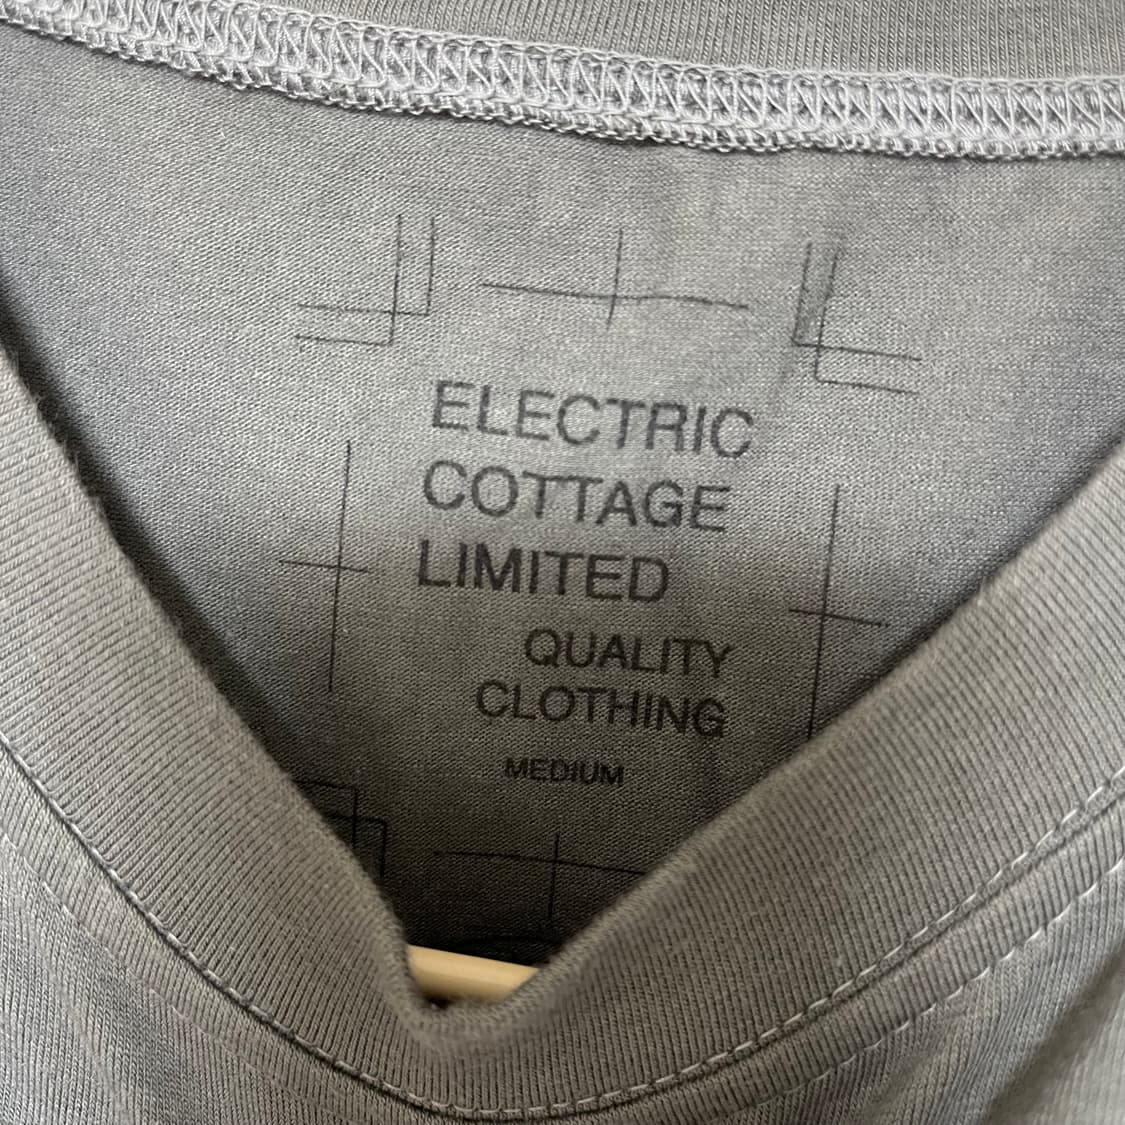 ELECTRIC
COTTAGE
LIMITED
QUALITY
CLOTHING
MEDIUM